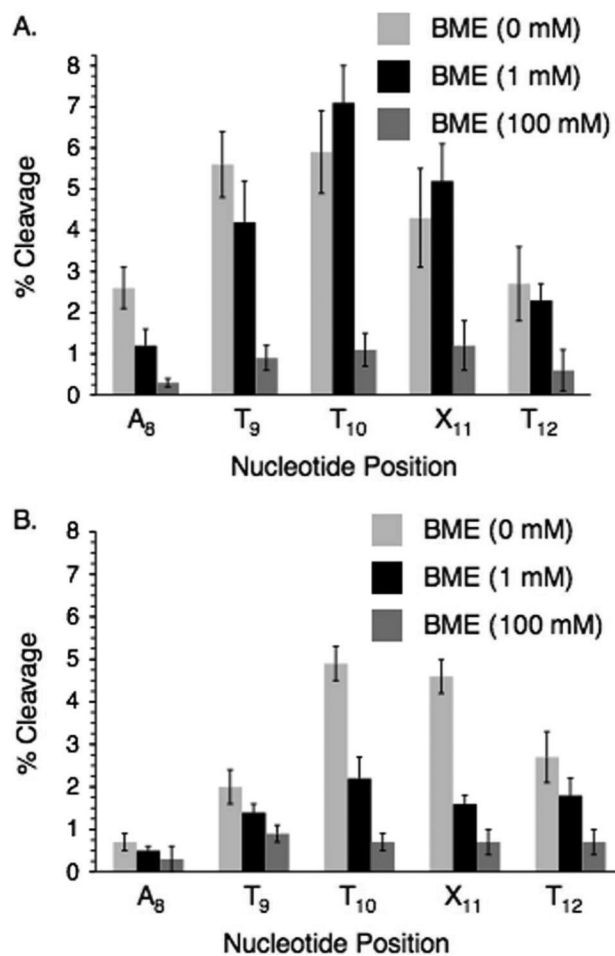 A.
BME (0 mM)
BME (1 mM)
BME (100 mM)
% Cleavage
8
7
6
5
4
3
2
1
0
A8 T9 T10 X11 T12
Nucleotide Position
B.
BME (0 mM)
BME (1 mM)
BME (100 mM)
% Cleavage
8
7
6
5
4
3
2
1
0
A8 T9 T10 X11 T12
Nucleotide Position